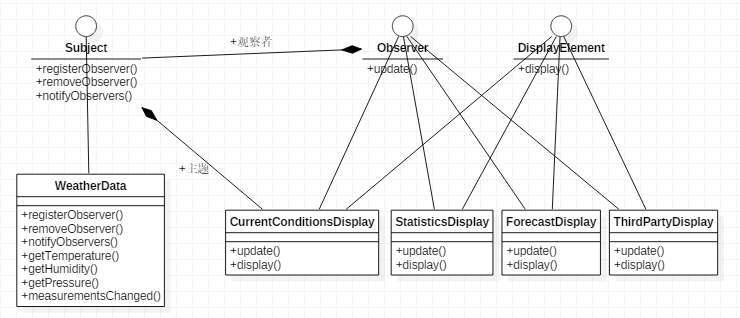 +观察者
Subject
Observer
DisplayElement
+registerObserver()
+removeObserver()
+notifyObservers()
+update()
+display()
+主题
WeatherData
+registerObserver()
+removeObserver()
+notifyObservers()
+getTemperature()
+getHumidity()
+getPressure()
+measurementsChanged()
CurrentConditionsDisplay
+update()
+display()
StatisticsDisplay
+update()
+display()
ForecastDisplay
+update()
+display()
ThirdPartyDisplay
+update()
+display()